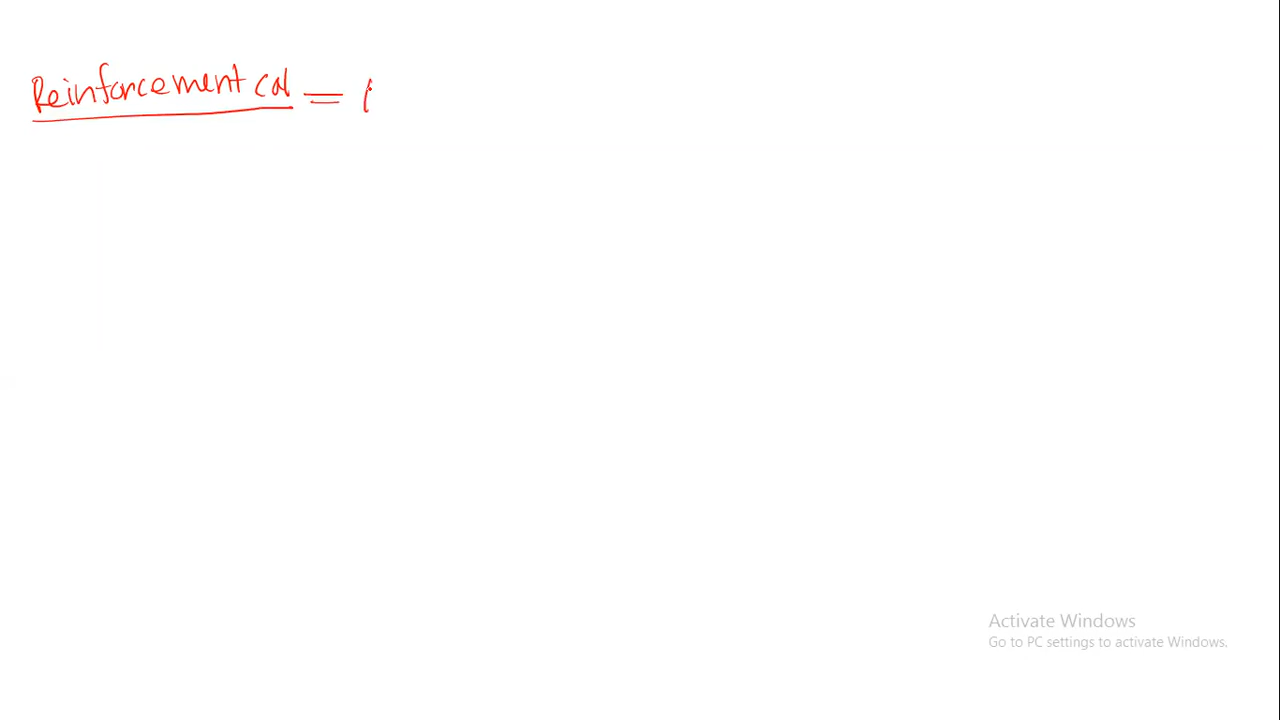 Reinforcement cal =
Activate Windows
Go to PC settings to activate Windows.